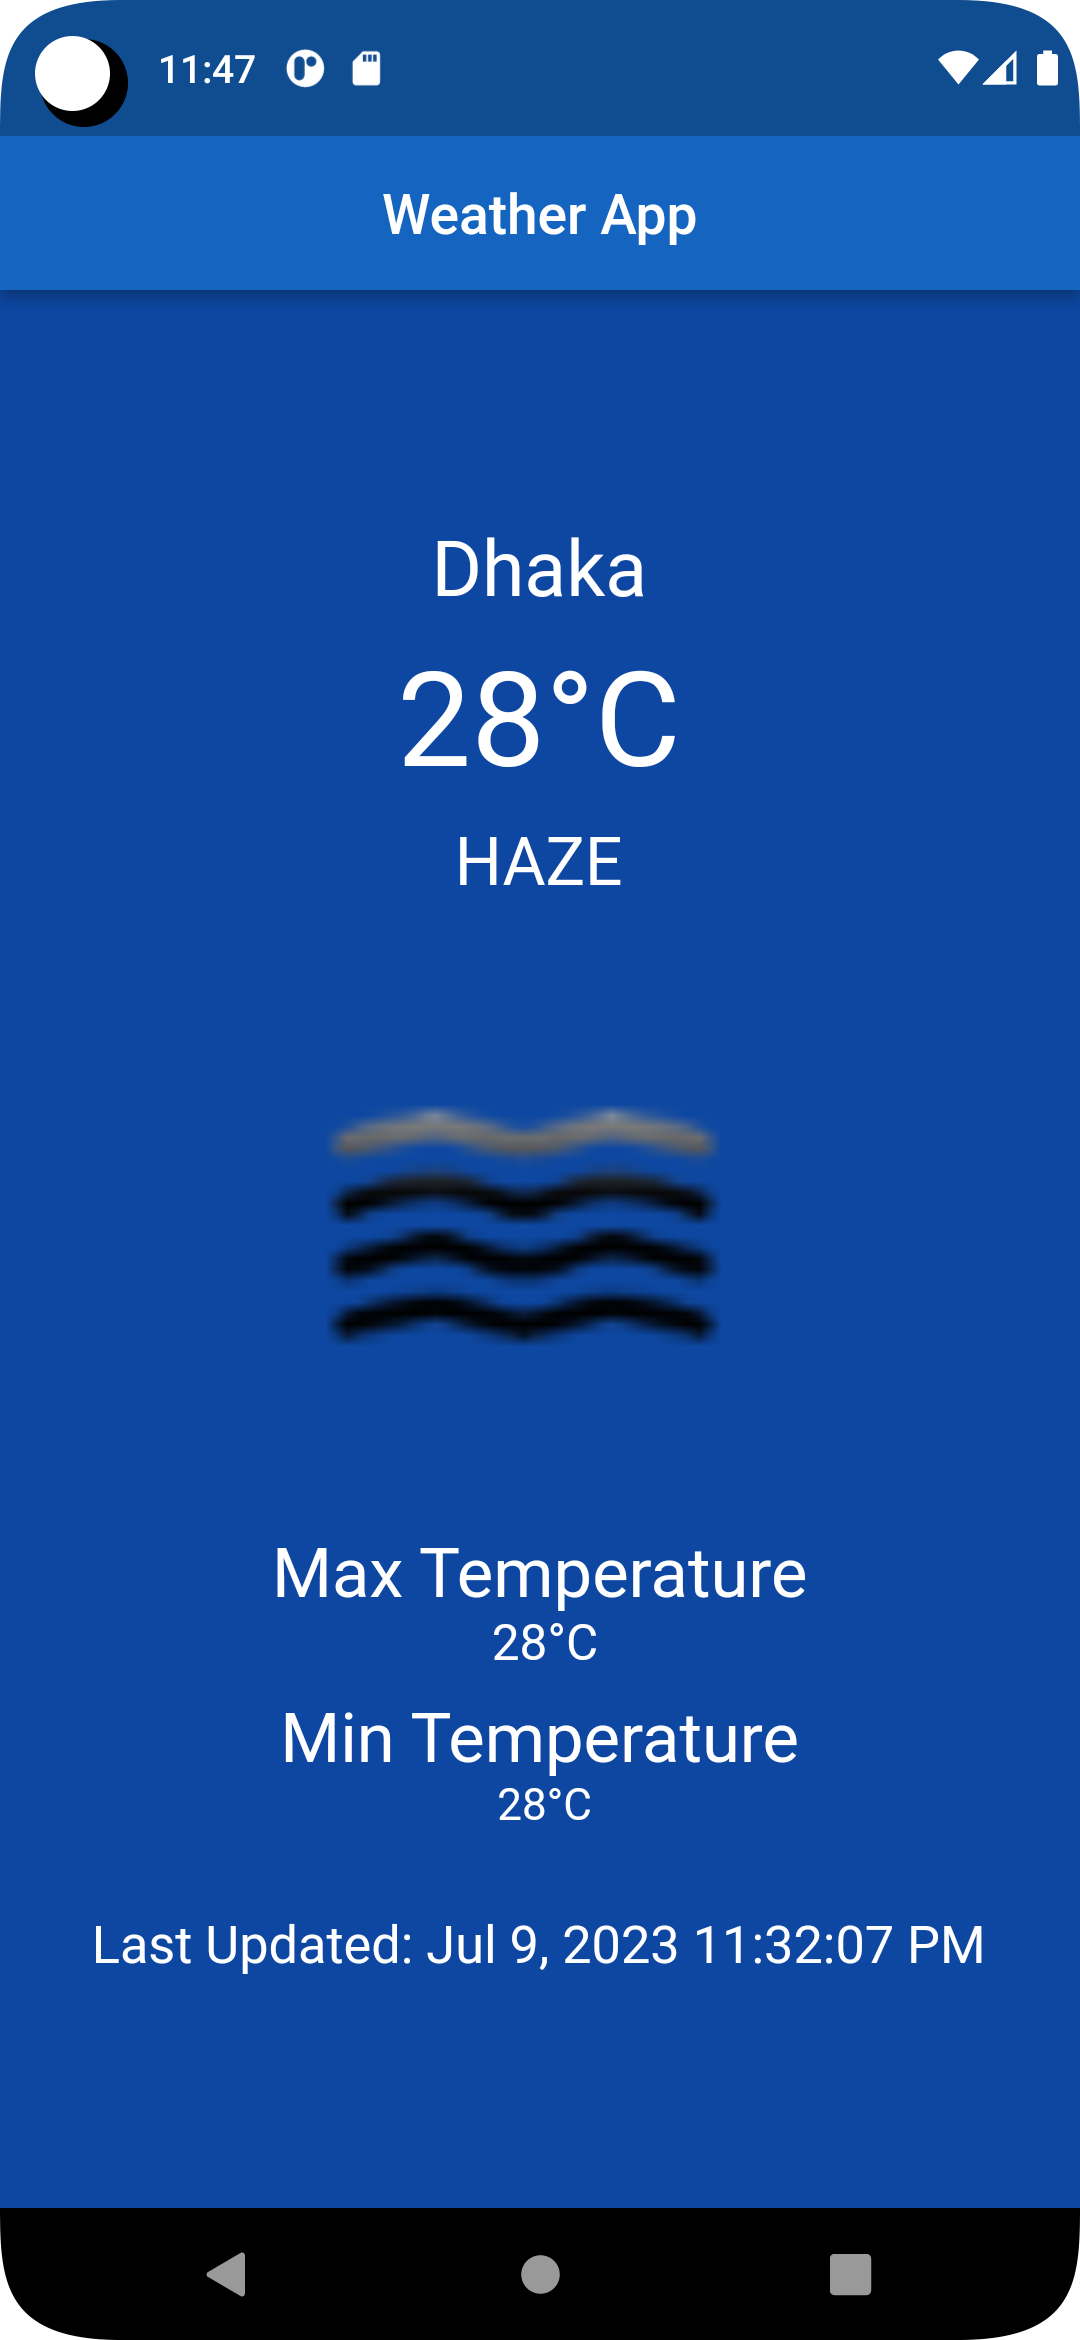 11:47
Weather App
Dhaka
28°C
HAZE
Max Temperature
28°C
Min Temperature
28°C
Last Updated: Jul 9, 2023 11:32:07 PM